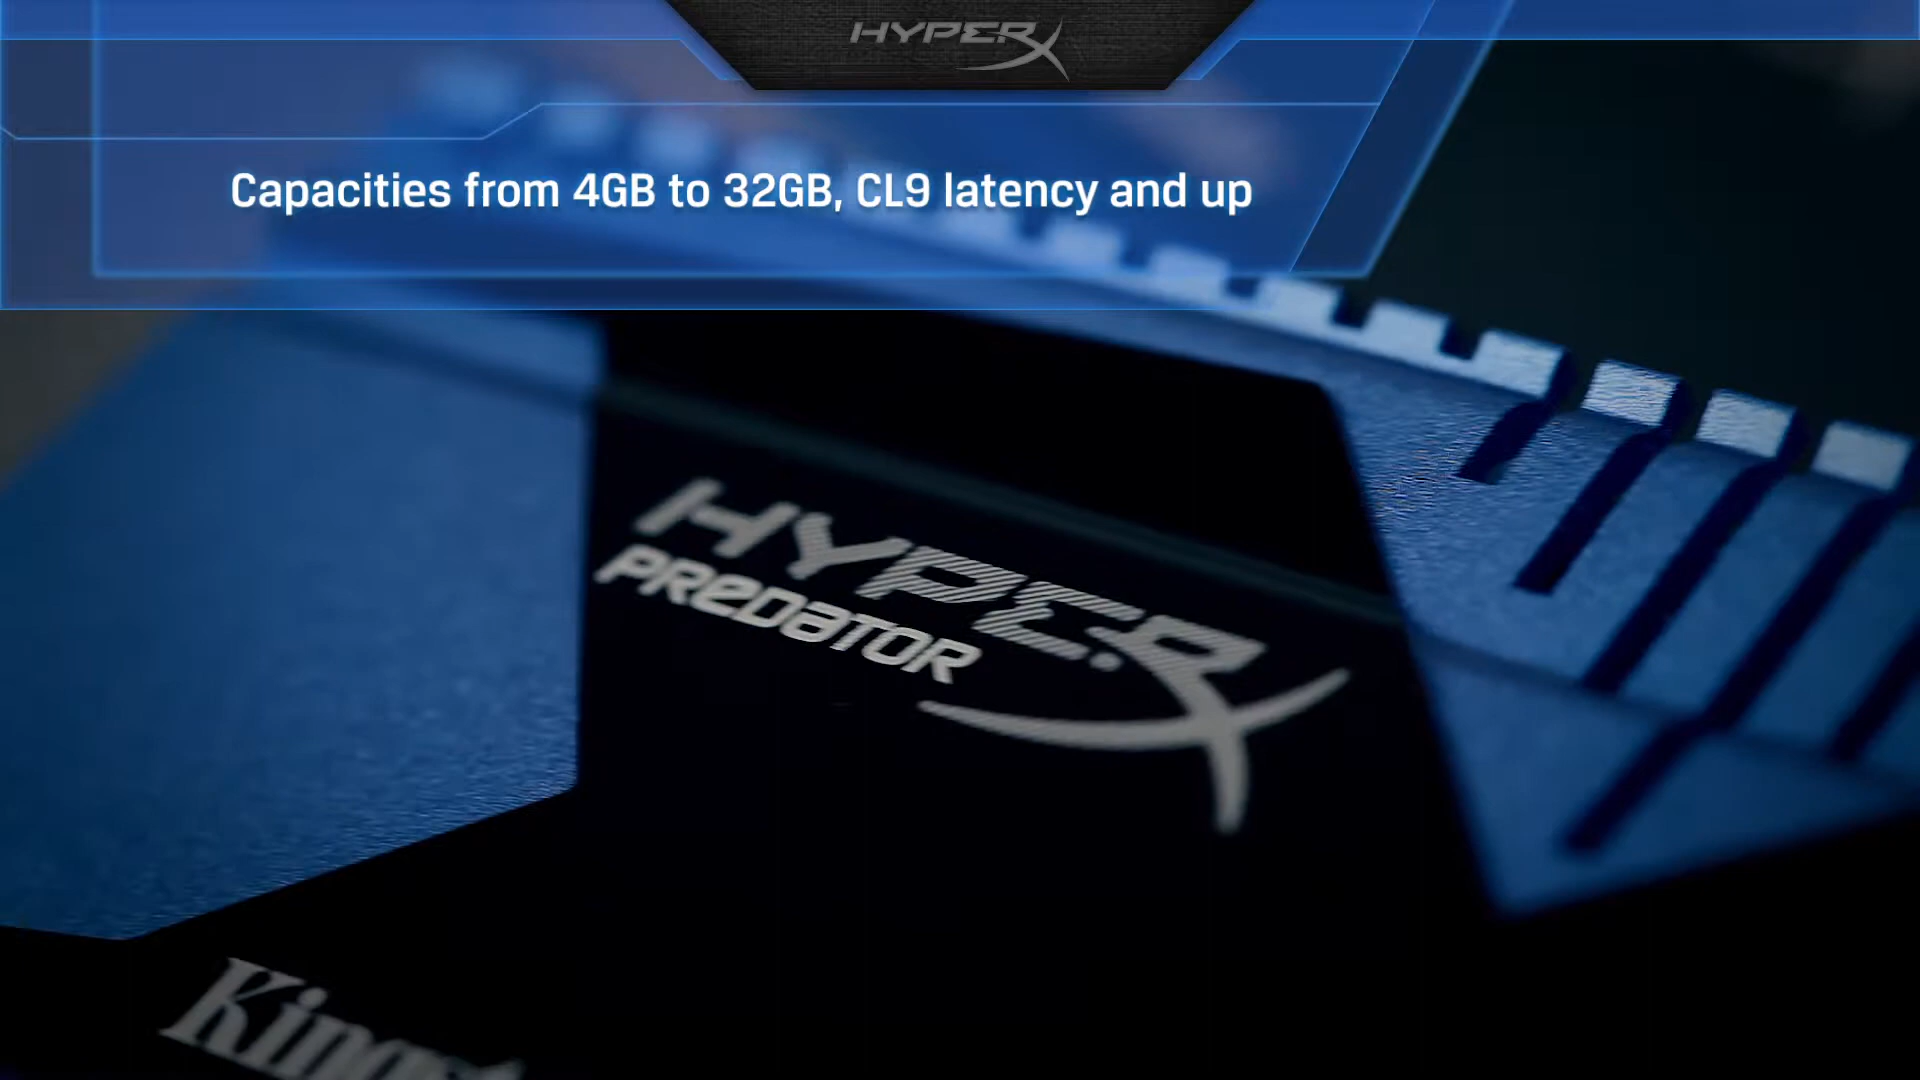 HYPERX
Capacities from 4GB to 32GB, CL9 latency and up
HYPERX
PREDATOR